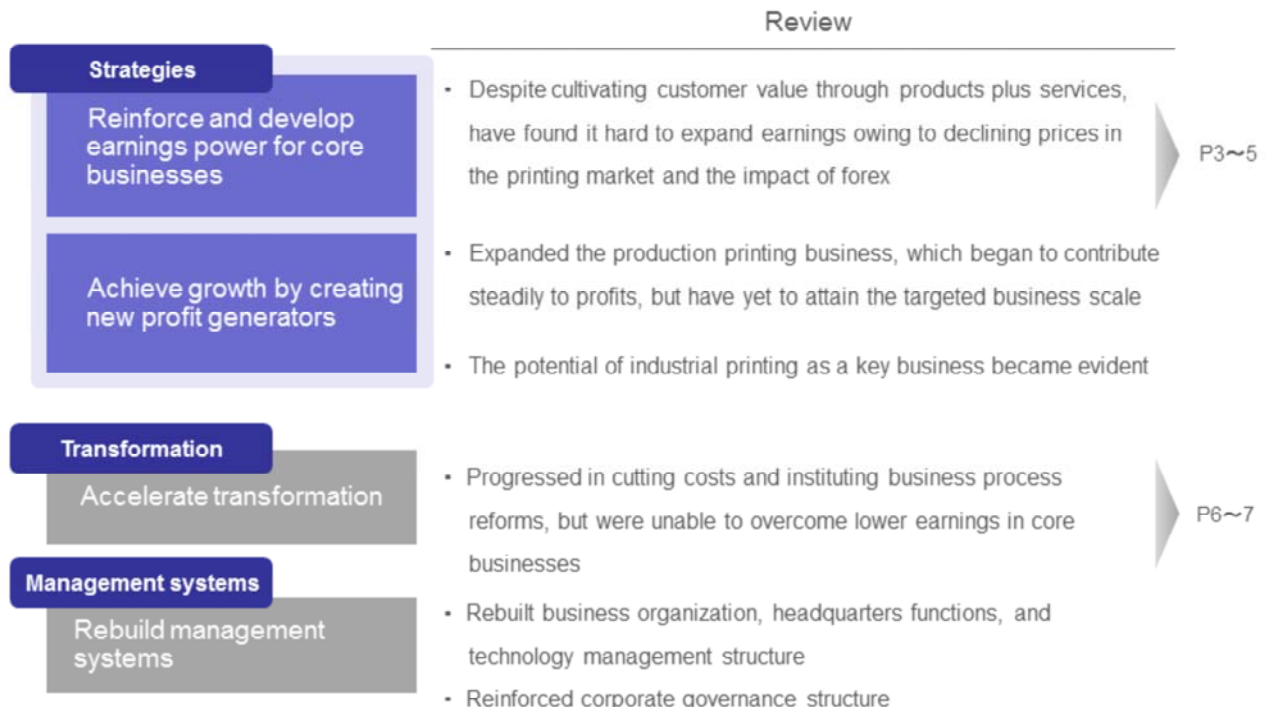 Review
Strategies
Reinforce and develop
earnings power for core
businesses
・ Despite cultivating customer value through products plus services,
have found it hard to expand earnings owing to declining prices in
the printing market and the impact of forex
P3～5
Achieve growth by creating
new profit generators
・ Expanded the production printing business, which began to contribute
steadily to profits, but have yet to attain the targeted business scale
・ The potential of industrial printing as a key business became evident
Transformation
Accelerate transformation
・ Progressed in cutting costs and instituting business process
reforms, but were unable to overcome lower earnings in core
businesses
P6～7
Management systems
Rebuild management
systems
・ Rebuilt business organization, headquarters functions, and
technology management structure
・ Reinforced corporate governance structure